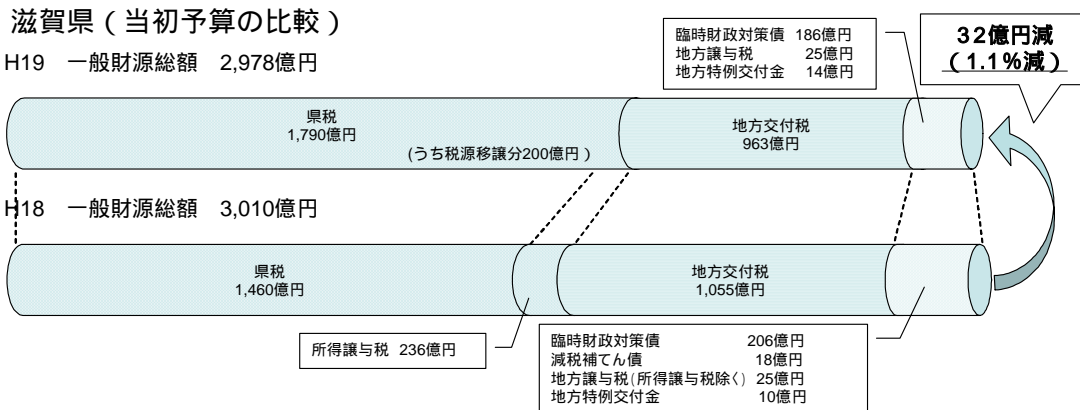 滋賀県（当初予算の比較）
H19　一般財源総額　2,978億円
臨時財政対策債 186億円
地方譲与税 25億円
地方特例交付金 14億円
32億円減
（1.1%減）
県税
1,790億円
(うち税源移譲分200億円）
地方交付税
963億円
H18　一般財源総額　3,010億円
県税
1,460億円
地方交付税
1,055億円
所得譲与税 236億円
臨時財政対策債 206億円
減税補てん債 18億円
地方譲与税(所得譲与税除く) 25億円
地方特例交付金 10億円